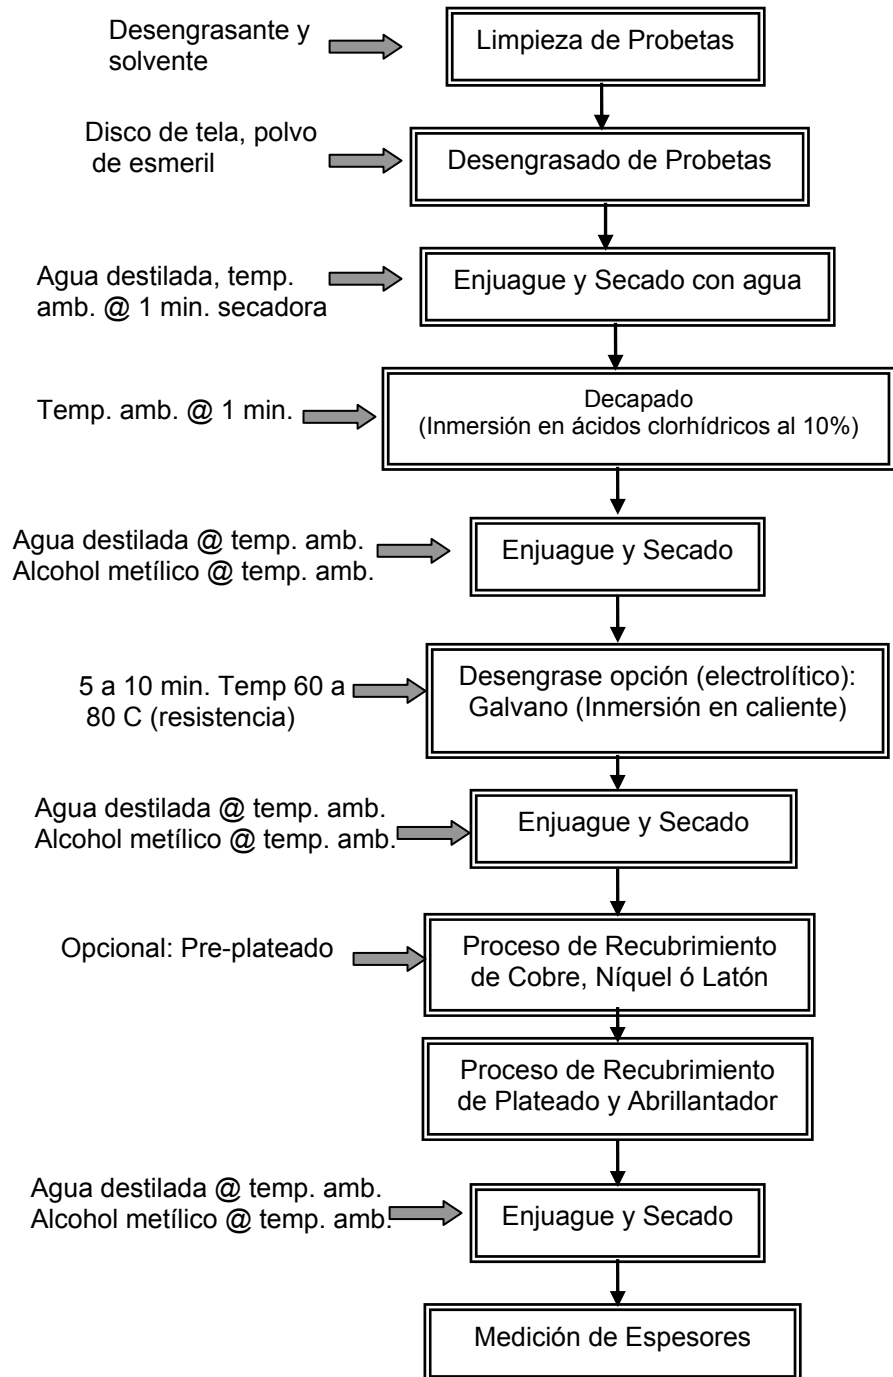 Desengrasante y
solvente
Limpieza de Probetas
Disco de tela, polvo
de esmeril
Desengrasado de Probetas
Agua destilada, temp.
amb. @ 1 min. secadora
Enjuague y Secado con agua
Temp. amb. @ 1 min.
Decapado
(Inmersión en ácidos clorhídricos al 10%)
Agua destilada @ temp. amb.
Alcohol metílico @ temp. amb.
Enjuague y Secado
5 a 10 min. Temp 60 a
80 C (resistencia)
Desengrase opción (electrolítico):
Galvano (Inmersión en caliente)
Agua destilada @ temp. amb.
Alcohol metílico @ temp. amb.
Enjuague y Secado
Opcional: Pre-plateado
Proceso de Recubrimiento
de Cobre, Níquel ó Latón
Proceso de Recubrimiento
de Plateado y Abrillantador
Agua destilada @ temp. amb.
Alcohol metílico @ temp. amb.
Enjuague y Secado
Medición de Espesores